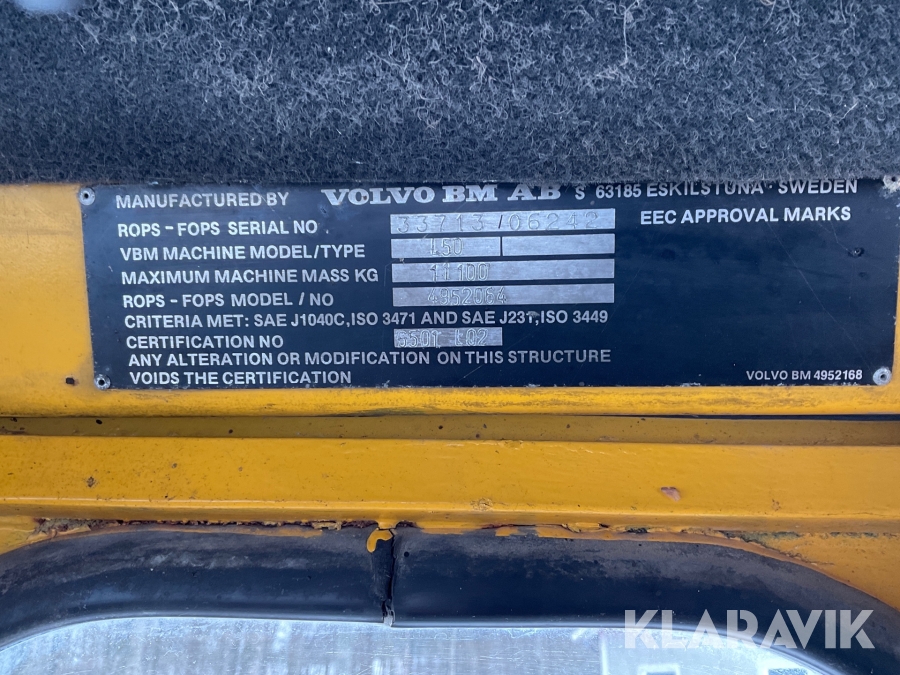 MANUFACTURED BY VOLVO BM AB S 63185 ESKILSTUNA · SWEDEN
ROPS - FOPS SERIAL NO . 33713/06242 EEC APPROVAL MARKS
VBM MACHINE MODEL/TYPE L50
MAXIMUM MACHINE MASS KG 11100
ROPS - FOPS MODEL / NO 4952064
CRITERIA MET: SAE J1040C, ISO 3471 AND SAE J231, ISO 3449
CERTIFICATION NO LQ2
ANY ALTERATION OR MODIFICATION ON THIS STRUCTURE
VOIDS THE CERTIFICATION VOLVO BM 4952168
KLARAVIK